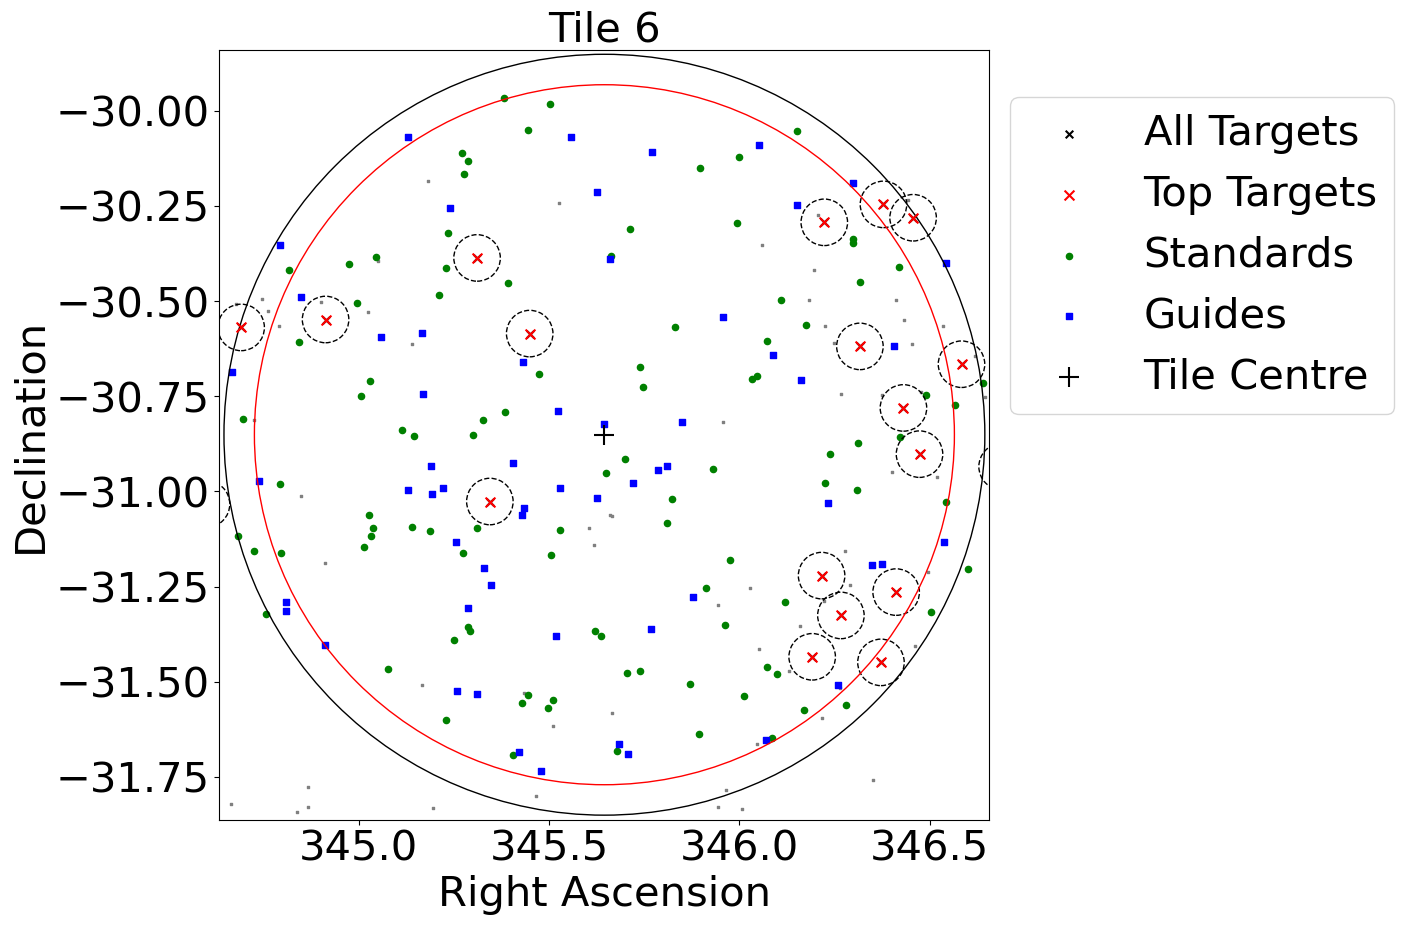 Tile 6
−30.00
−30.25
−30.50
−30.75
−31.00
−31.25
−31.50
−31.75
Declination
345.0 345.5 346.0 346.5
Right Ascension
All Targets
Top Targets
Standards
Guides
Tile Centre